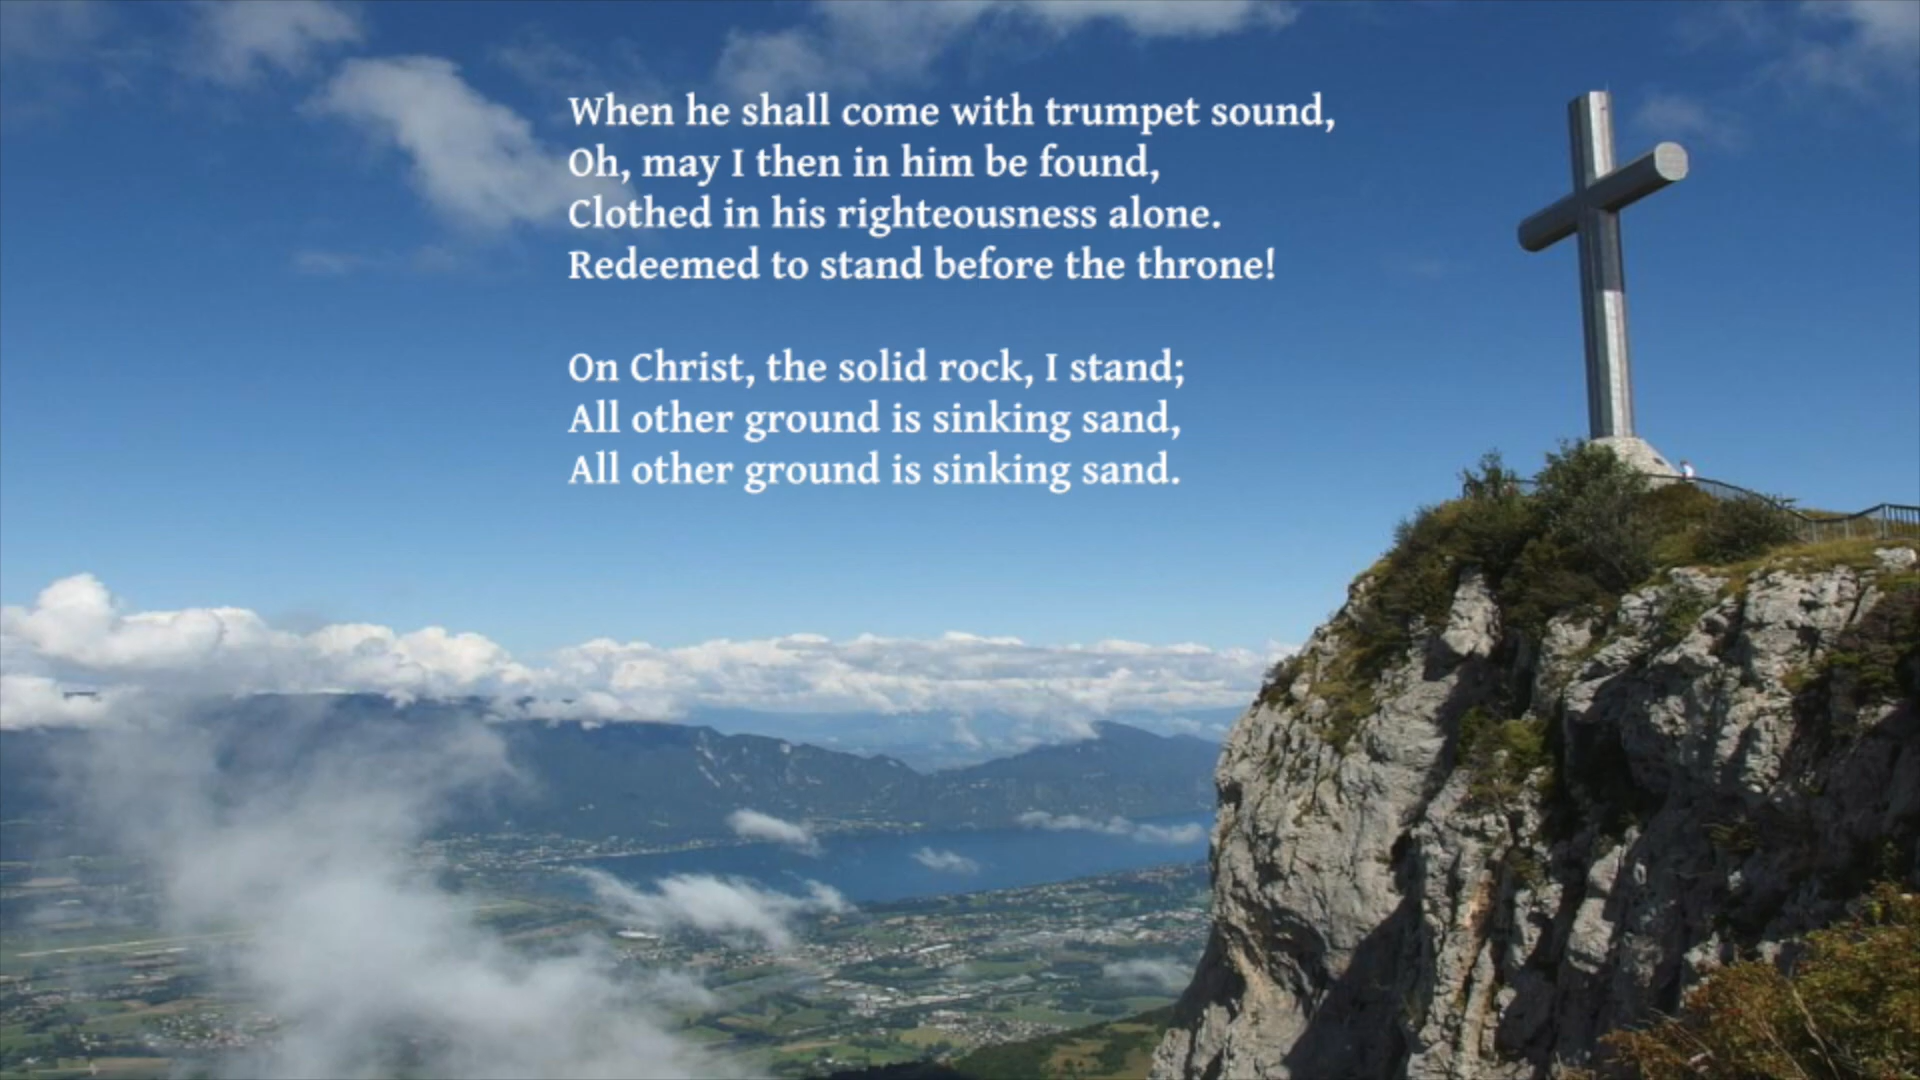 When he shall come with trumpet sound,
Oh, may I then in him be found,
Clothed in his righteousness alone.
Redeemed to stand before the throne!

On Christ, the solid rock, I stand;
All other ground is sinking sand,
All other ground is sinking sand.